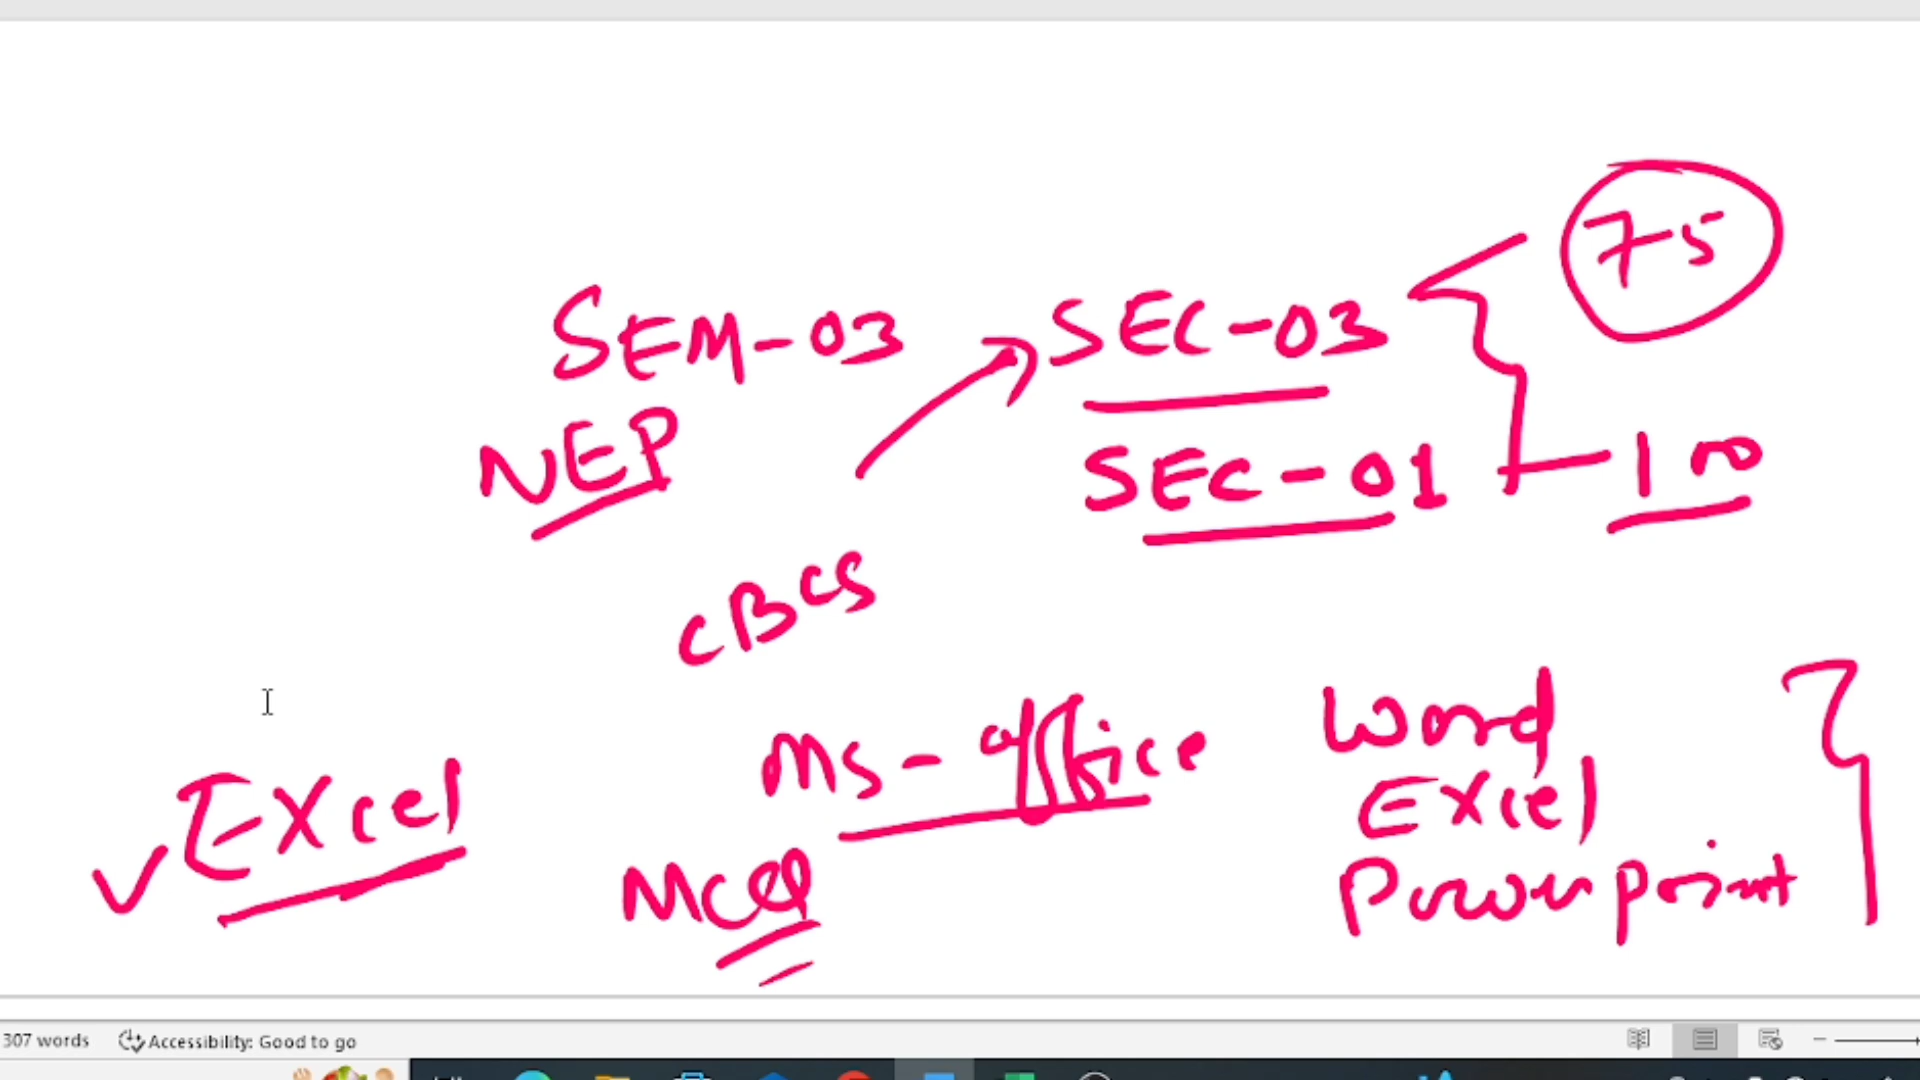 75
SEM-03 SEC-03
NEP SEC-01 100
CBCS
MS-Office Word
Excel Excel
MCQ Powerpoint
307 words Accessibility: Good to go